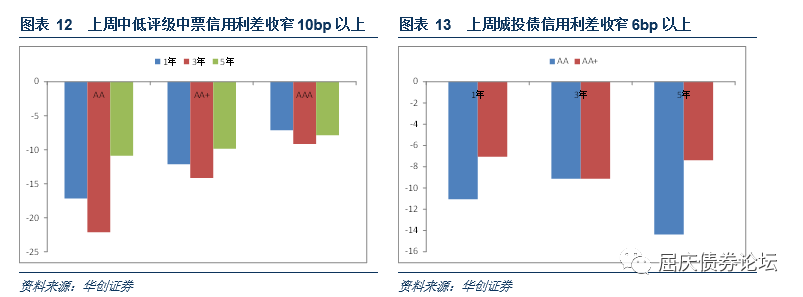 图表 12 上周中低评级中票信用利差收窄 10bp 以上
1年 3年 5年
0
-5
-10
-15
-20
-25
AA AA+ AAA
资料来源：华创证券
图表 13 上周城投债信用利差收窄 6bp 以上
AA AA+
0
-2
-4
-6
-8
-10
-12
-14
-16
1年 3年 5年
屈庆债券论坛
资料来源：华创证券